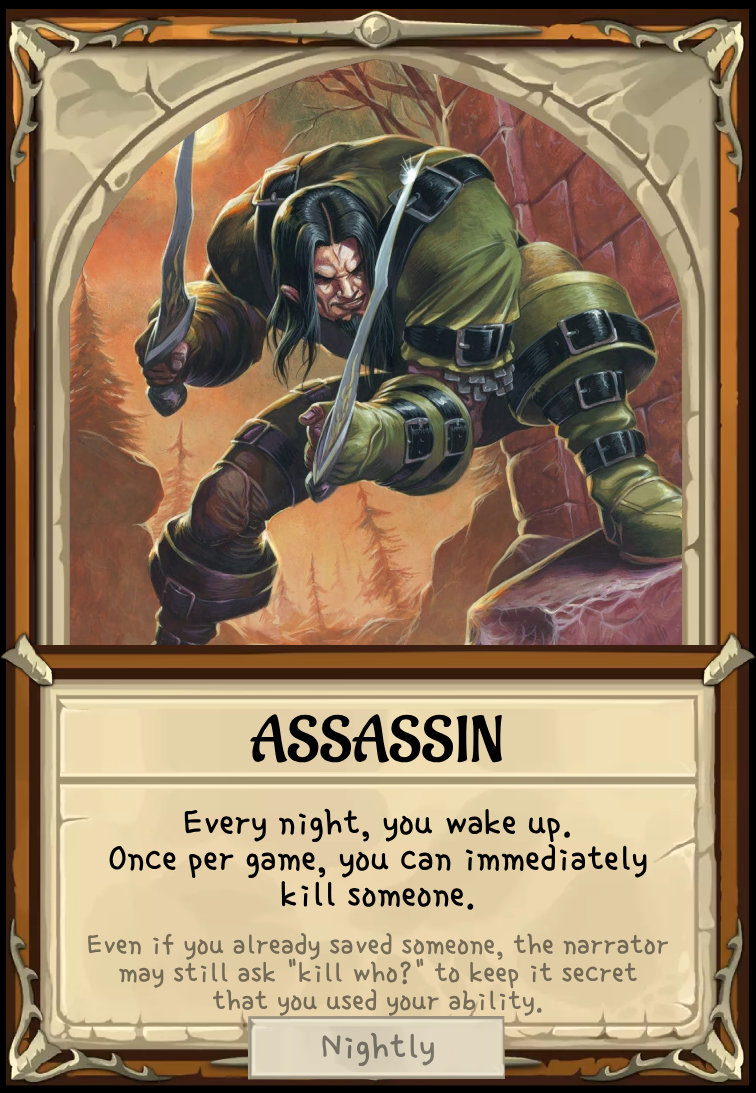 ASSASSIN
Every night, you wake up.
Once per game, you can immediately
kill someone.
Even if you already saved someone, the narrator
may still ask "kill who?" to keep it secret
that you used your ability.
Nightly